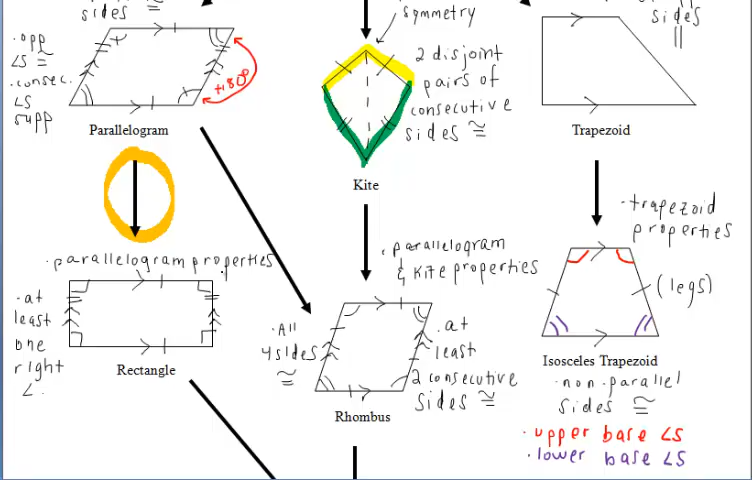 sides ≅
· opp
∠s ≅
· consec.
∠s
supp
+180°
Parallelogram
symmetry
2 disjoint
pairs of
consecutive
sides ≅
Kite
sides
||
Trapezoid
· parallelogram properties
· at
least
one
right
∠.
Rectangle
· parallelogram
& kite properties
· All
4 sides
≅
· at
least
2 consecutive
sides ≅
Rhombus
· trapezoid
properties
(legs)
Isosceles Trapezoid
· non-parallel
sides ≅
· upper base ∠s
· lower base ∠s